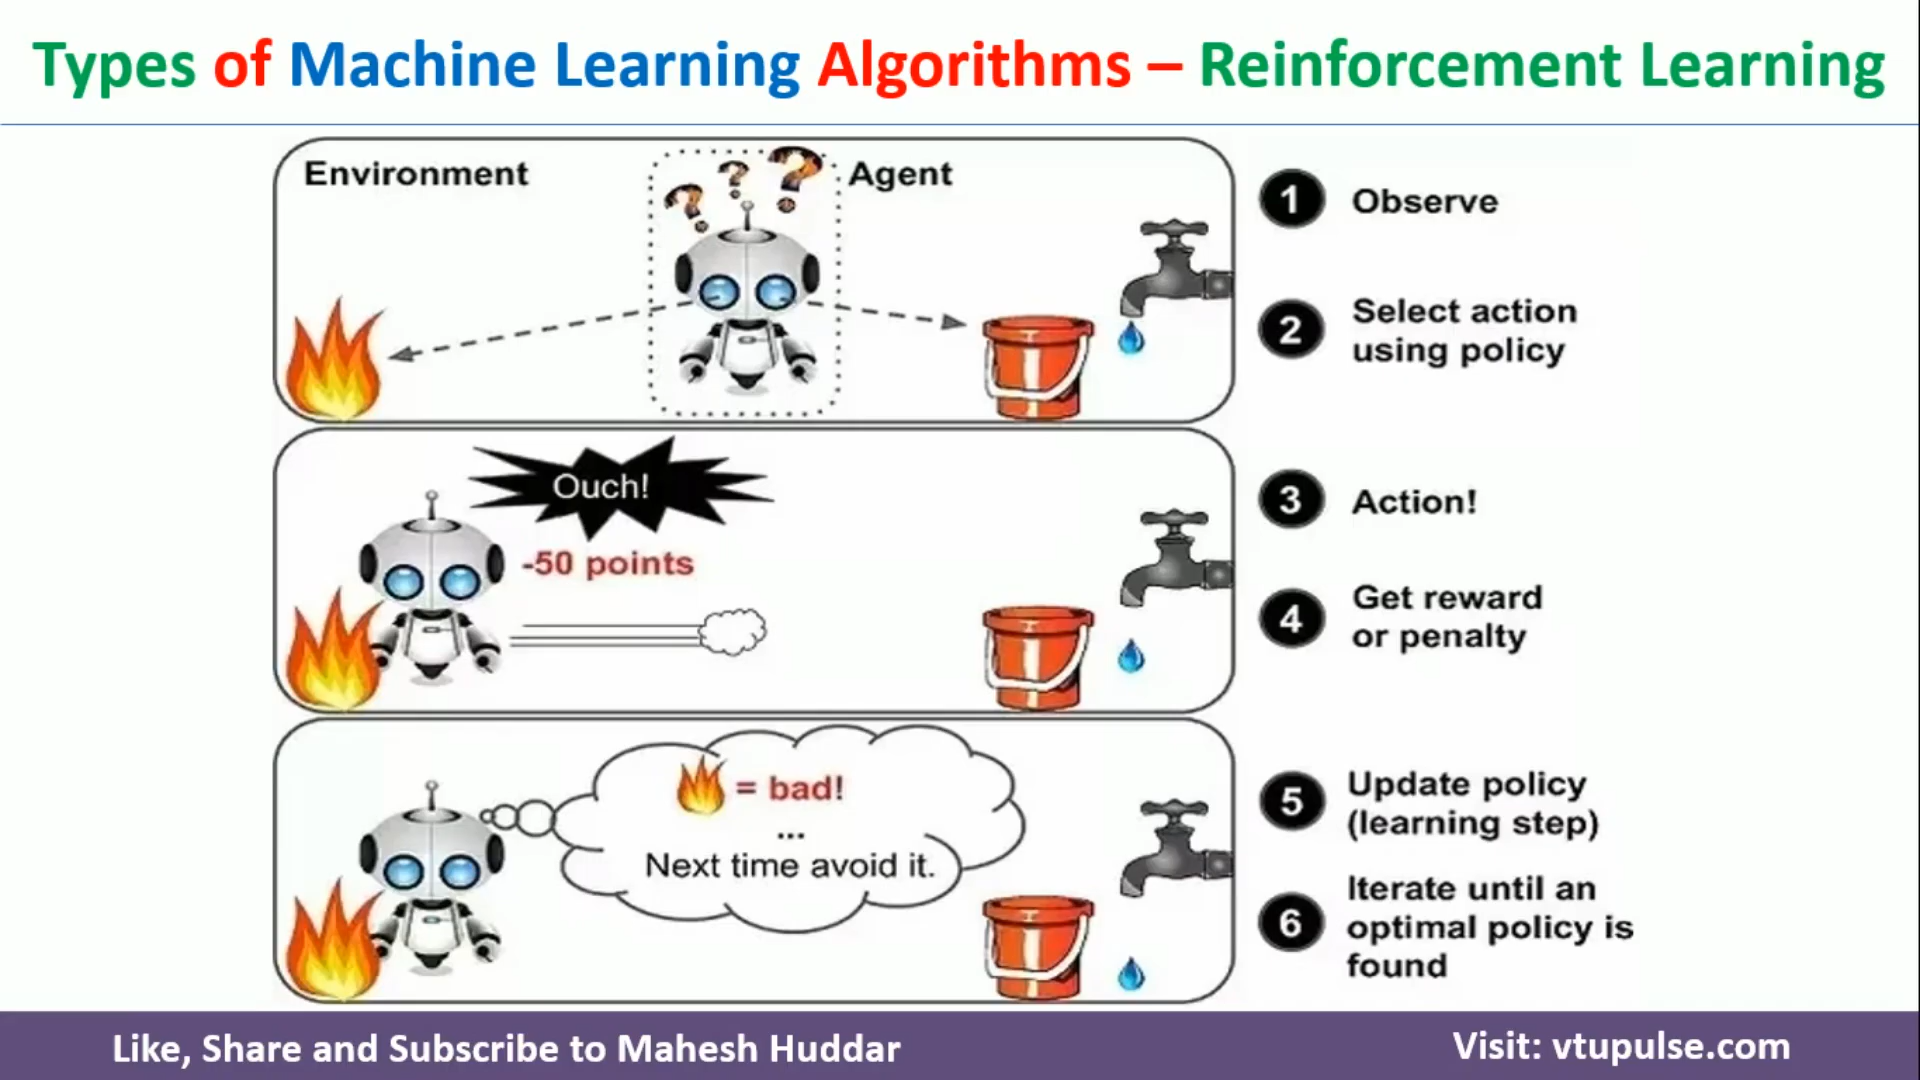 Types of Machine Learning Algorithms – Reinforcement Learning
Environment
Agent
? ? ?
1 Observe
2 Select action
using policy
Ouch!
-50 points
3 Action!
4 Get reward
or penalty
= bad!
...
Next time avoid it.
5 Update policy
(learning step)
6 Iterate until an
optimal policy is
found
Like, Share and Subscribe to Mahesh Huddar
Visit: vtupulse.com